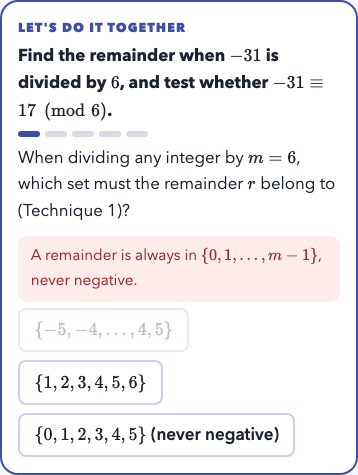 LET'S DO IT TOGETHER
Find the remainder when −31 is
divided by 6, and test whether −31 ≡
17 (mod 6).
When dividing any integer by m = 6,
which set must the remainder r belong to
(Technique 1)?
A remainder is always in {0, 1, . . . , m − 1},
never negative.
{−5, −4, . . . , 4, 5}
{1, 2, 3, 4, 5, 6}
{0, 1, 2, 3, 4, 5} (never negative)